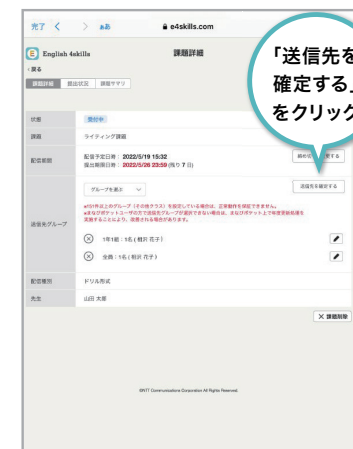 完了
ぁあ
e4skills.com
E English 4skills
課題詳細
‹ 戻る
課題詳細 提出状況 課題サマリ
「送信先を
確定する」
をクリック
状態 受付中
課題 ライティング課題
配信期間 配信予定日時 : 2022/5/19 15:32
提出期限日時 : 2022/5/26 23:59 (残り 7 日)
送信先を確定する
グループを選ぶ
送信先グループ
1年1組 : 1名 ( 相沢 花子 )
全員 : 1名 ( 相沢 花子 )
配信種別 ドリル形式
先生 山田 太郎
× 課題削除
©NTT Communications Corporation All Rights Reserved.